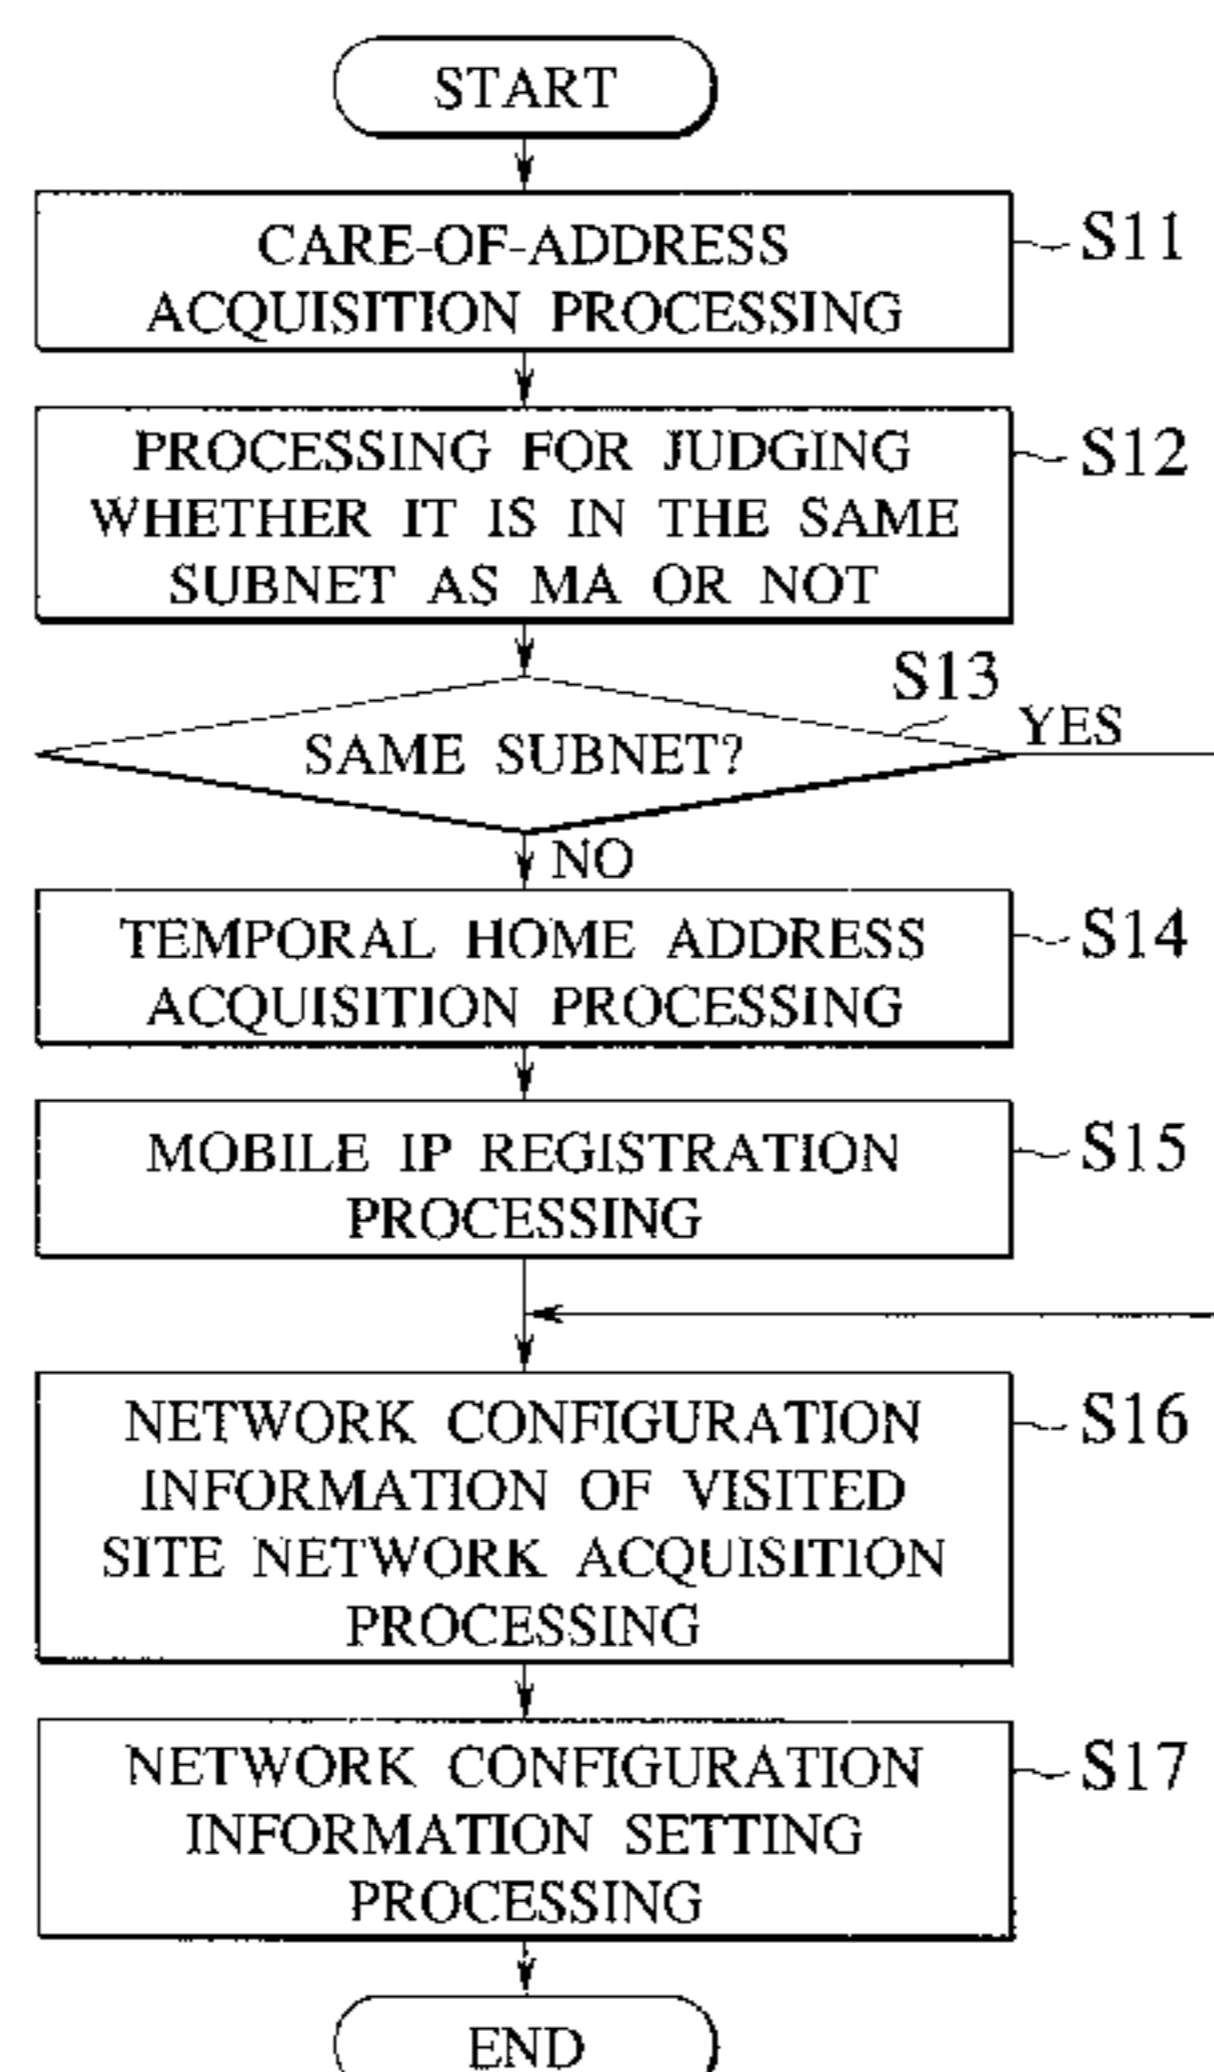 START
CARE-OF-ADDRESS
ACQUISITION PROCESSING
S11
PROCESSING FOR JUDGING
WHETHER IT IS IN THE SAME
SUBNET AS MA OR NOT
S12
S13
SAME SUBNET?
YES
NO
TEMPORAL HOME ADDRESS
ACQUISITION PROCESSING
S14
MOBILE IP REGISTRATION
PROCESSING
S15
NETWORK CONFIGURATION
INFORMATION OF VISITED
SITE NETWORK ACQUISITION
PROCESSING
S16
NETWORK CONFIGURATION
INFORMATION SETTING
PROCESSING
S17
END